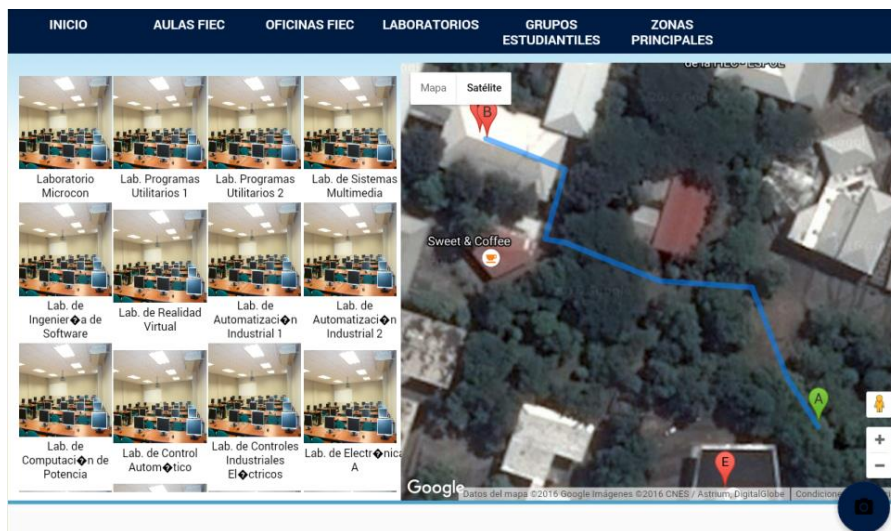 INICIO
AULAS FIEC
OFICINAS FIEC
LABORATORIOS
GRUPOS
ESTUDIANTILES
ZONAS
PRINCIPALES
Laboratorio
Microcon
Lab. Programas
Utilitarios 1
Lab. Programas
Utilitarios 2
Lab. de Sistemas
Multimedia
Lab. de
Ingenier�a de
Software
Lab. de Realidad
Virtual
Lab. de
Automatizaci�n
Industrial 1
Lab. de
Automatizaci�n
Industrial 2
Lab. de
Computaci�n de
Potencia
Lab. de Control
Autom�tico
Lab. de Controles
Industriales
El�ctricos
Lab. de Electr�nica
A
de la FIEC - ESPOL
Mapa
Satélite
B
Sweet & Coffee
A
E
Google
Datos del mapa ©2016 Google Imágenes ©2016 CNES / Astrium, DigitalGlobe